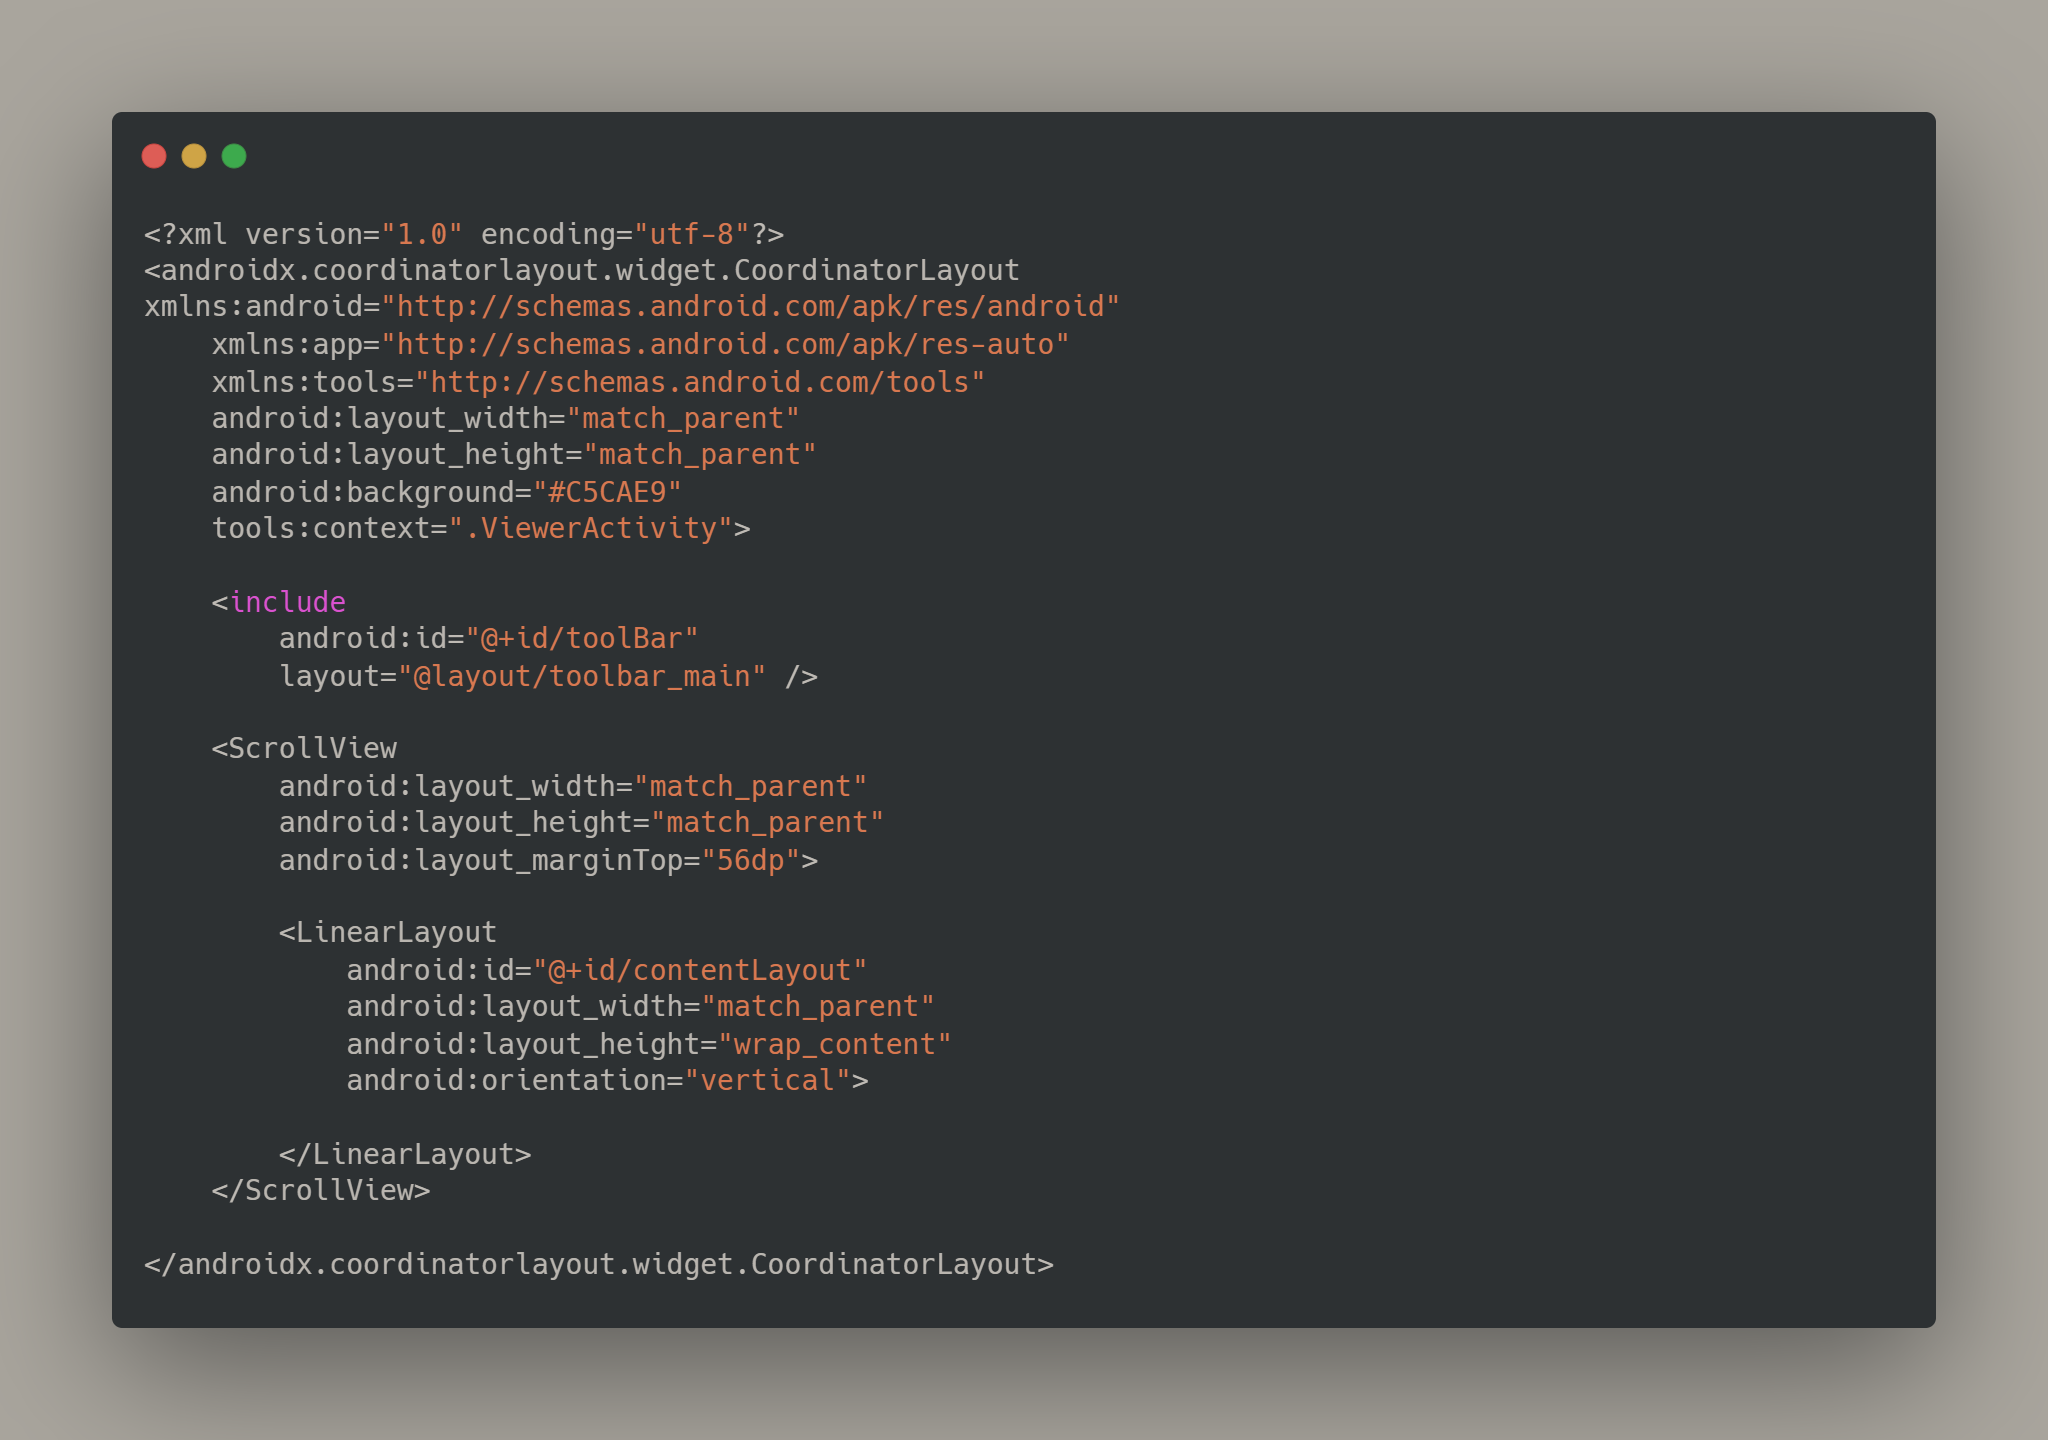 <?xml version="1.0" encoding="utf-8"?>
<androidx.coordinatorlayout.widget.CoordinatorLayout
xmlns:android="http://schemas.android.com/apk/res/android"
    xmlns:app="http://schemas.android.com/apk/res-auto"
    xmlns:tools="http://schemas.android.com/tools"
    android:layout_width="match_parent"
    android:layout_height="match_parent"
    android:background="#C5CAE9"
    tools:context=".ViewerActivity">

    <include
        android:id="@+id/toolBar"
        layout="@layout/toolbar_main" />

    <ScrollView
        android:layout_width="match_parent"
        android:layout_height="match_parent"
        android:layout_marginTop="56dp">

        <LinearLayout
            android:id="@+id/contentLayout"
            android:layout_width="match_parent"
            android:layout_height="wrap_content"
            android:orientation="vertical">

        </LinearLayout>
    </ScrollView>

</androidx.coordinatorlayout.widget.CoordinatorLayout>